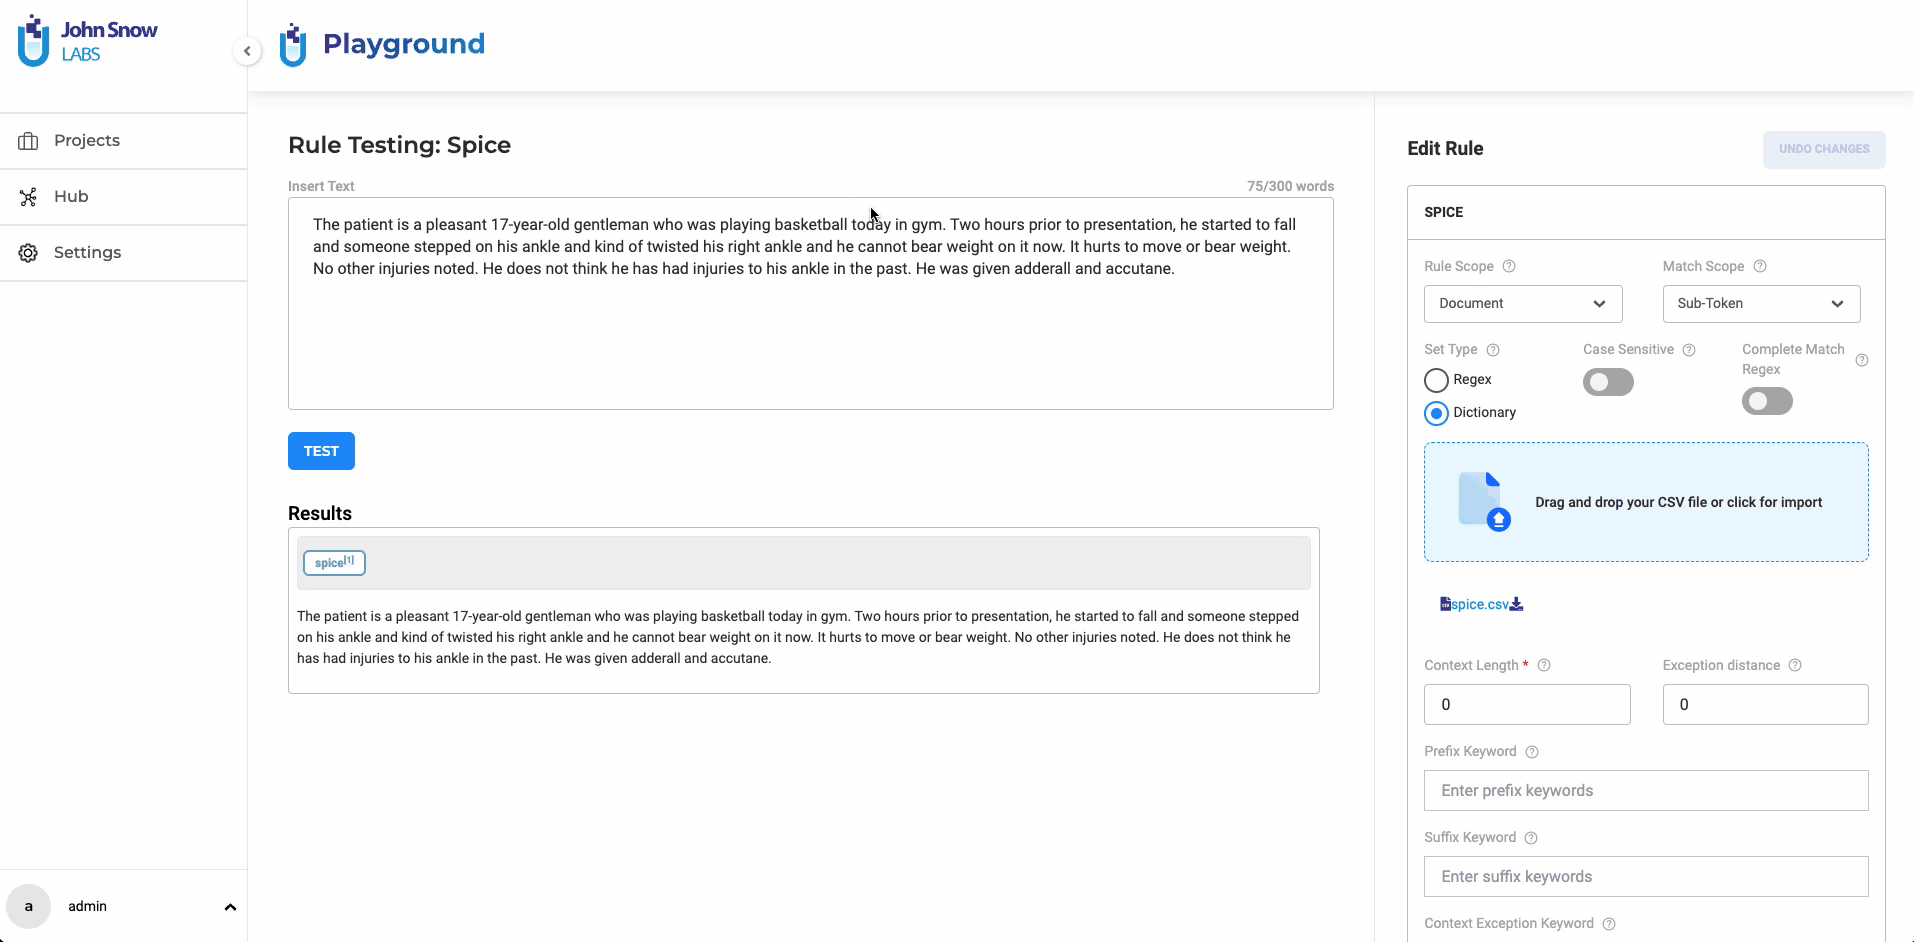 John Snow
LABS
Playground
Projects
Hub
Settings
a
admin
Rule Testing: Spice
Insert Text
75/300 words
The patient is a pleasant 17-year-old gentleman who was playing basketball today in gym. Two hours prior to presentation, he started to fall
and someone stepped on his ankle and kind of twisted his right ankle and he cannot bear weight on it now. It hurts to move or bear weight.
No other injuries noted. He does not think he has had injuries to his ankle in the past. He was given adderall and accutane.
TEST
Results
spice[1]
The patient is a pleasant 17-year-old gentleman who was playing basketball today in gym. Two hours prior to presentation, he started to fall and someone stepped
on his ankle and kind of twisted his right ankle and he cannot bear weight on it now. It hurts to move or bear weight. No other injuries noted. He does not think he
has had injuries to his ankle in the past. He was given adderall and accutane.
Edit Rule
UNDO CHANGES
SPICE
Rule Scope ?
Match Scope ?
Document
Sub-Token
Set Type ?
Case Sensitive ?
Complete Match
Regex ?
Regex
Dictionary
Drag and drop your CSV file or click for import
spice.csv
Context Length * ?
Exception distance ?
0
0
Prefix Keyword ?
Enter prefix keywords
Suffix Keyword ?
Enter suffix keywords
Context Exception Keyword ?